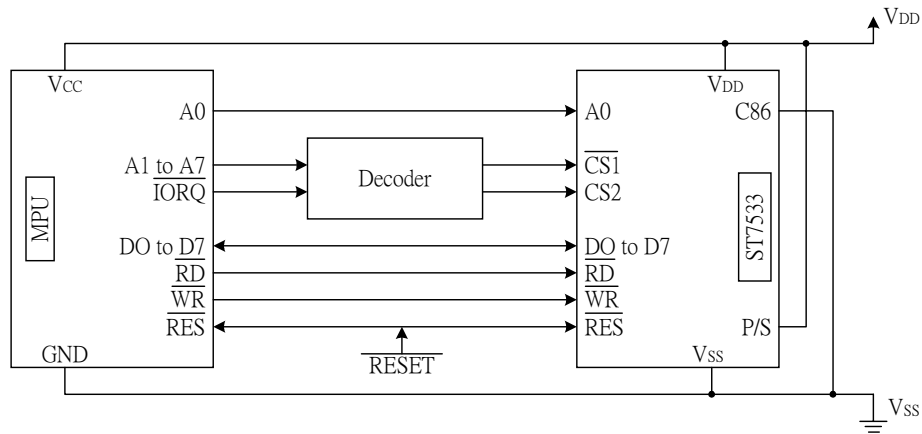 VDD
VCC
VDD
A0
A0
C86
A1 to A7
CS1
IORQ
Decoder
CS2
MPU
ST7533
DO to D7
DO to D7
RD
RD
WR
WR
RES
RES
P/S
GND
RESET
VSS
VSS